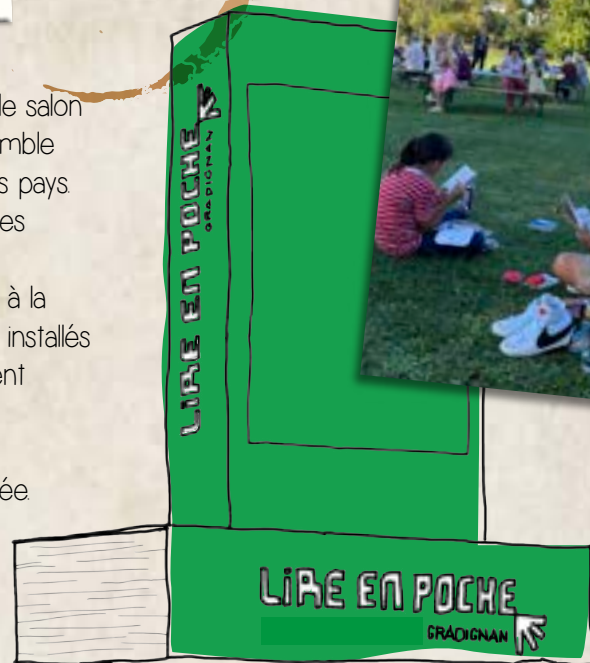 le salon
mble
s pays.
es
à la
installés
ent
ée.
LIRE EN POCHE
GRADIGNAN
LIRE EN POCHE
GRADIGNAN